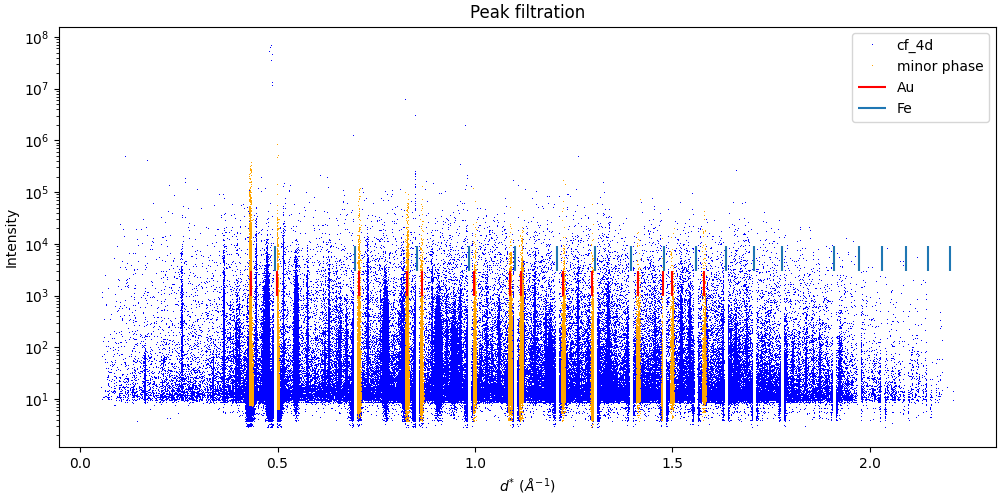 Peak filtration
10^8
10^7
10^6
10^5
10^4
10^3
10^2
10^1
Intensity
cf_4d
minor phase
Au
Fe
0.0 0.5 1.0 1.5 2.0
d^* (Å^{-1})